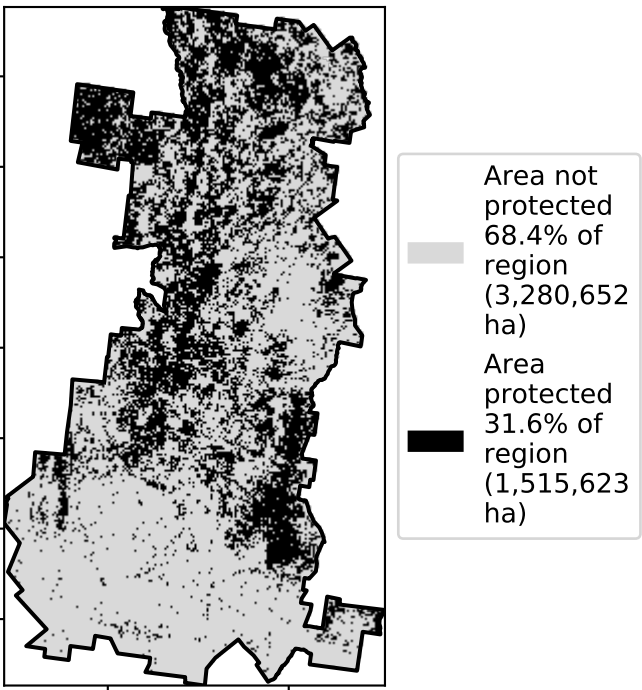 Area not
protected
68.4% of
region
(3,280,652
ha)
Area
protected
31.6% of
region
(1,515,623
ha)